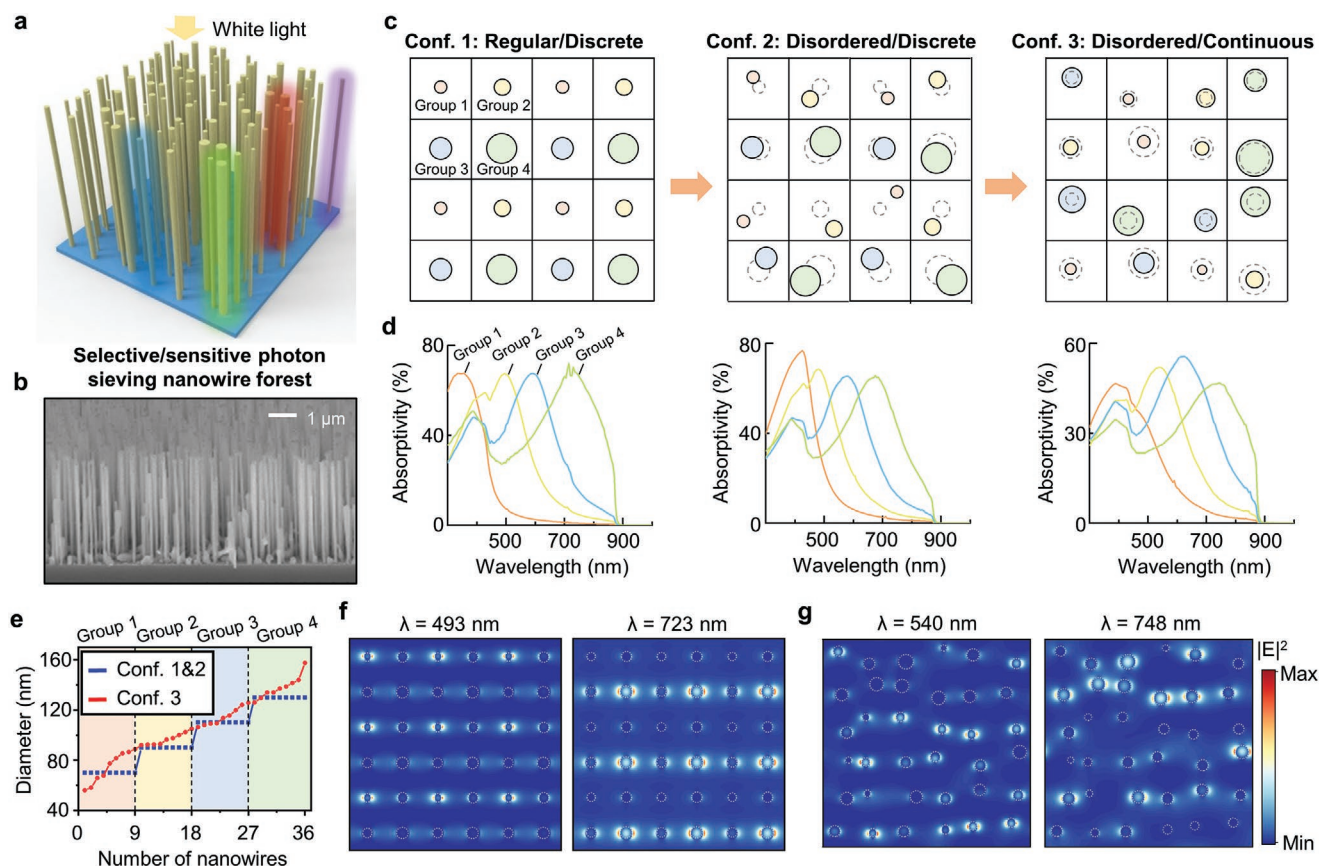 a
White light
Selective/sensitive photon
sieving nanowire forest
b
1 μm
c
Conf. 1: Regular/Discrete
Conf. 2: Disordered/Discrete
Conf. 3: Disordered/Continuous
Group 1
Group 2
Group 3
Group 4
d
Group 1
Group 2
Group 3
Group 4
Absorptivity (%)
80
40
0
500
700
900
Wavelength (nm)
Absorptivity (%)
80
40
0
500
700
900
Wavelength (nm)
Absorptivity (%)
60
30
0
500
700
900
Wavelength (nm)
e
Group 1
Group 2
Group 3
Group 4
Diameter (nm)
160
120
80
40
Conf. 1&2
Conf. 3
0
9
18
27
36
Number of nanowires
f
λ = 493 nm
λ = 723 nm
g
λ = 540 nm
λ = 748 nm
|E|²
Max
Min